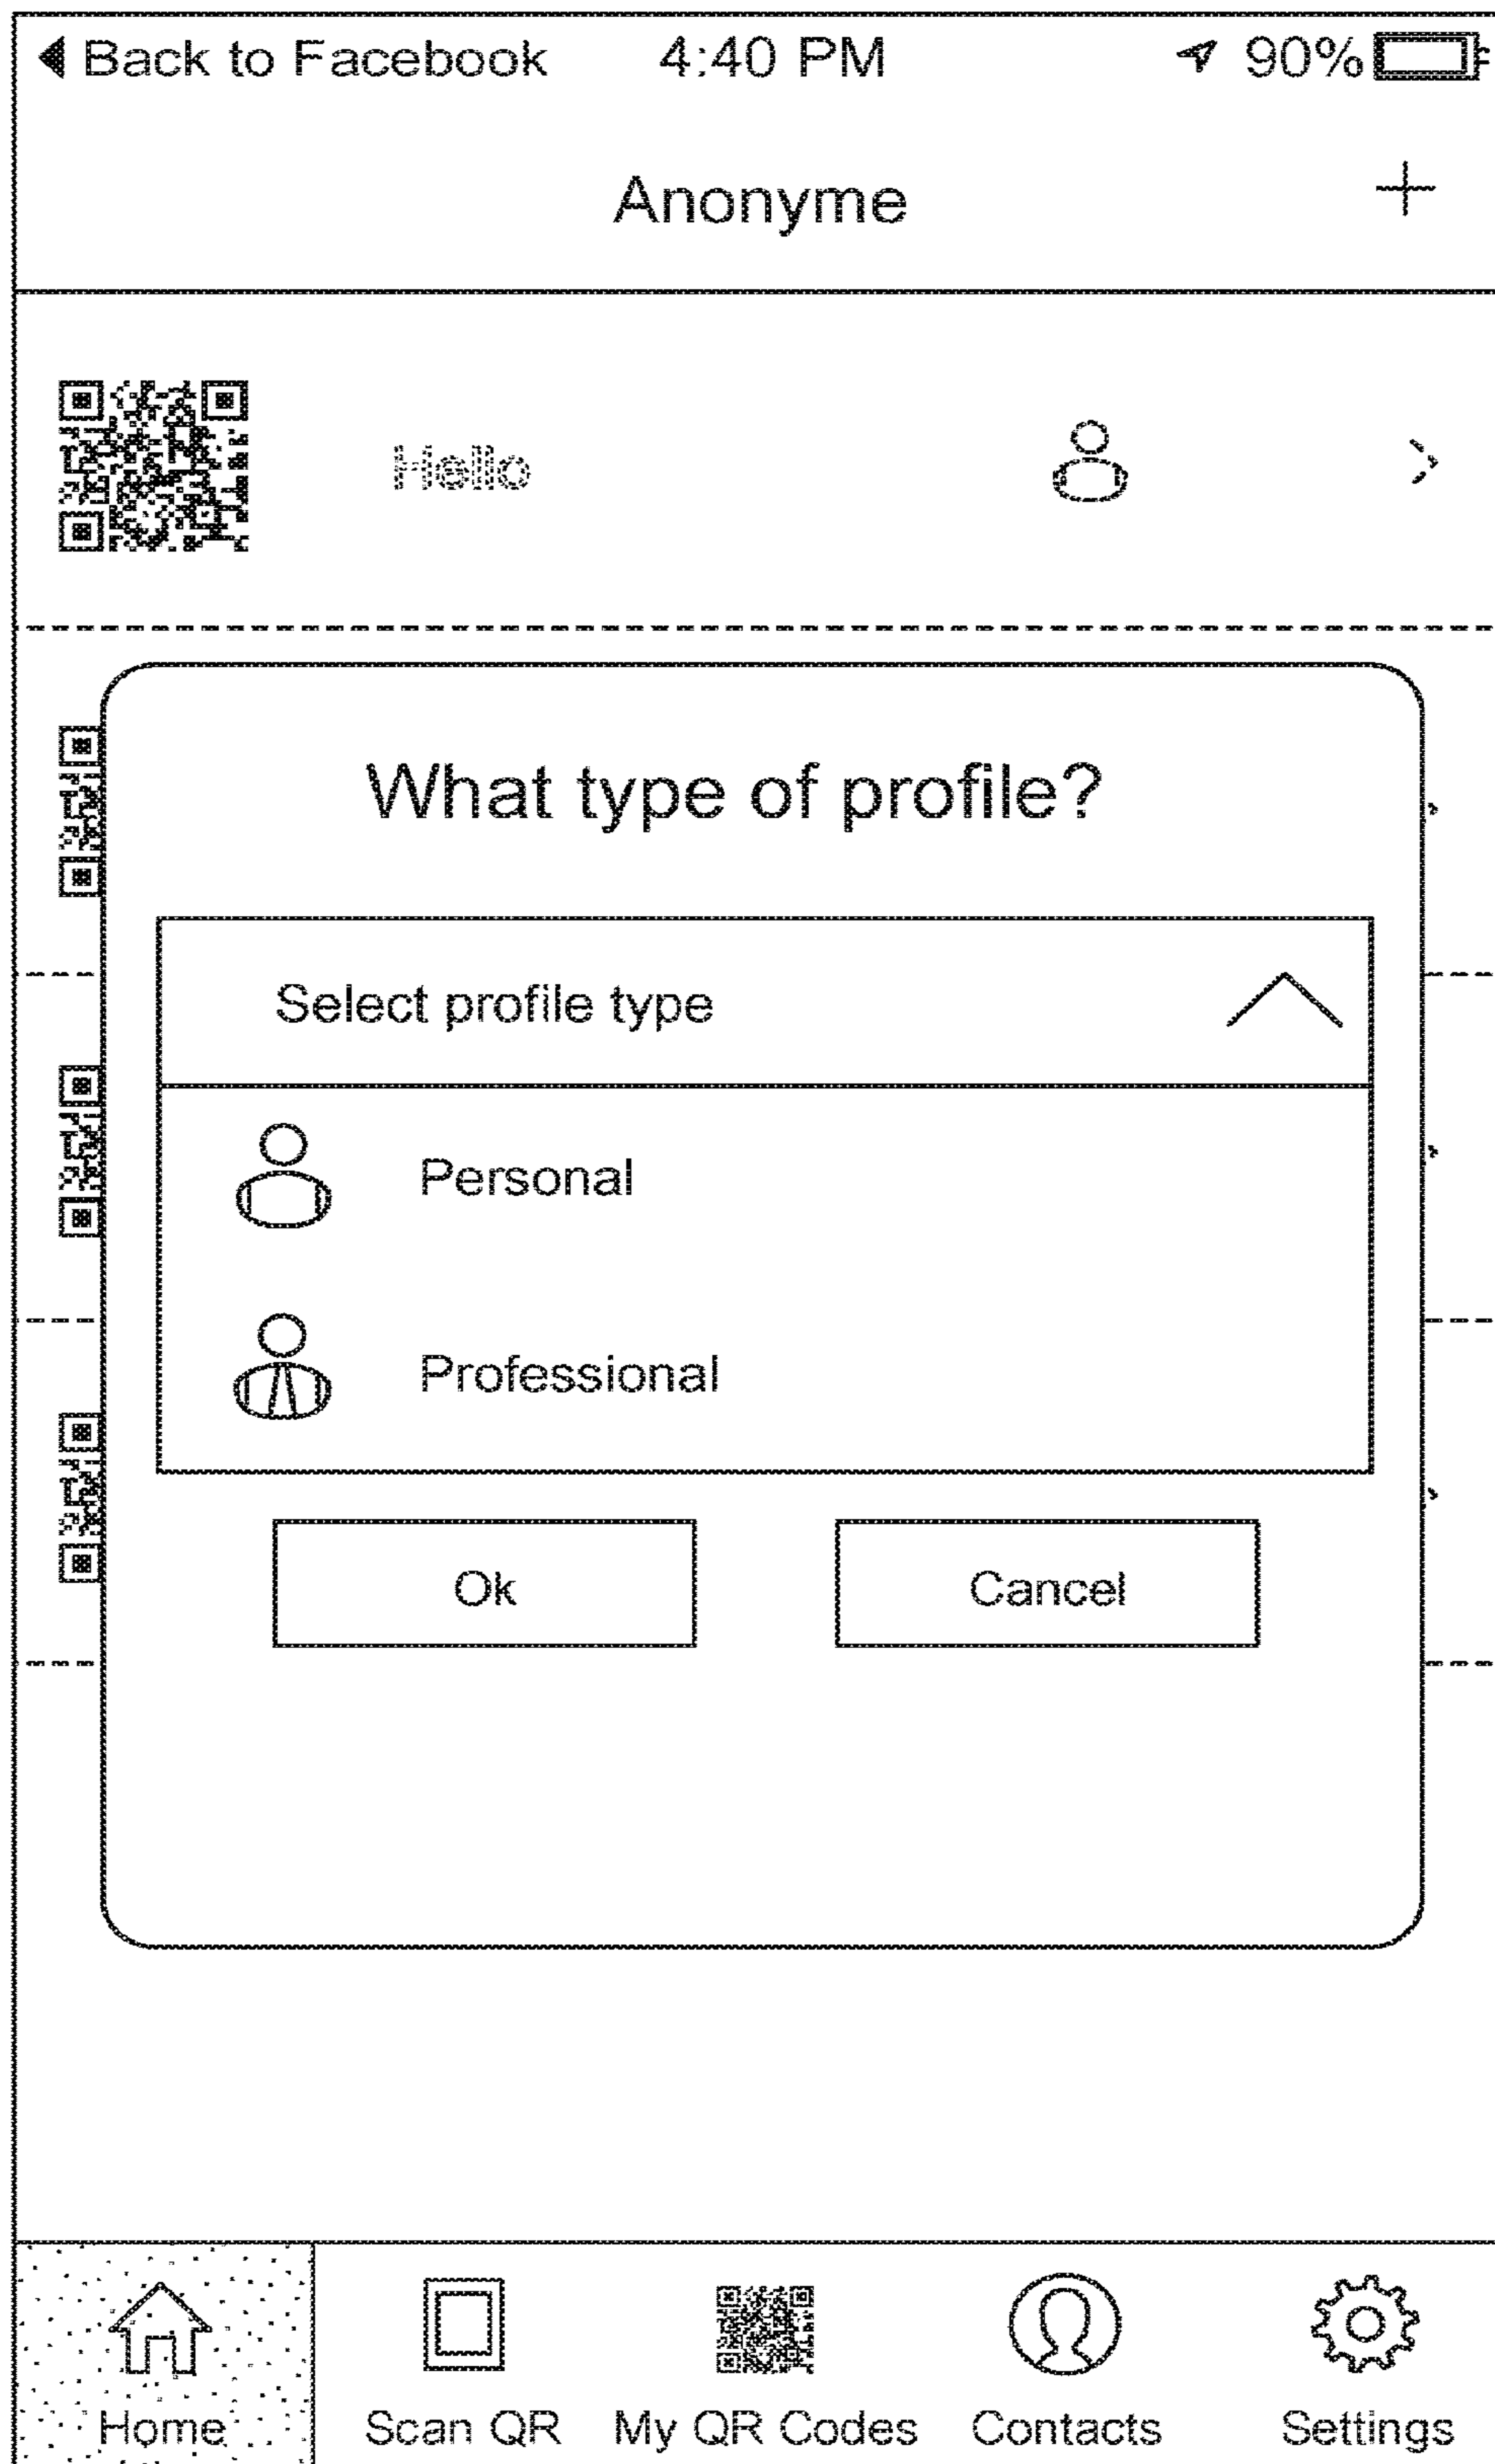 Back to Facebook 4:40 PM 90%
Anonyme
Hello
What type of profile?
Select profile type
Personal
Professional
Ok Cancel
Home Scan QR My QR Codes Contacts Settings